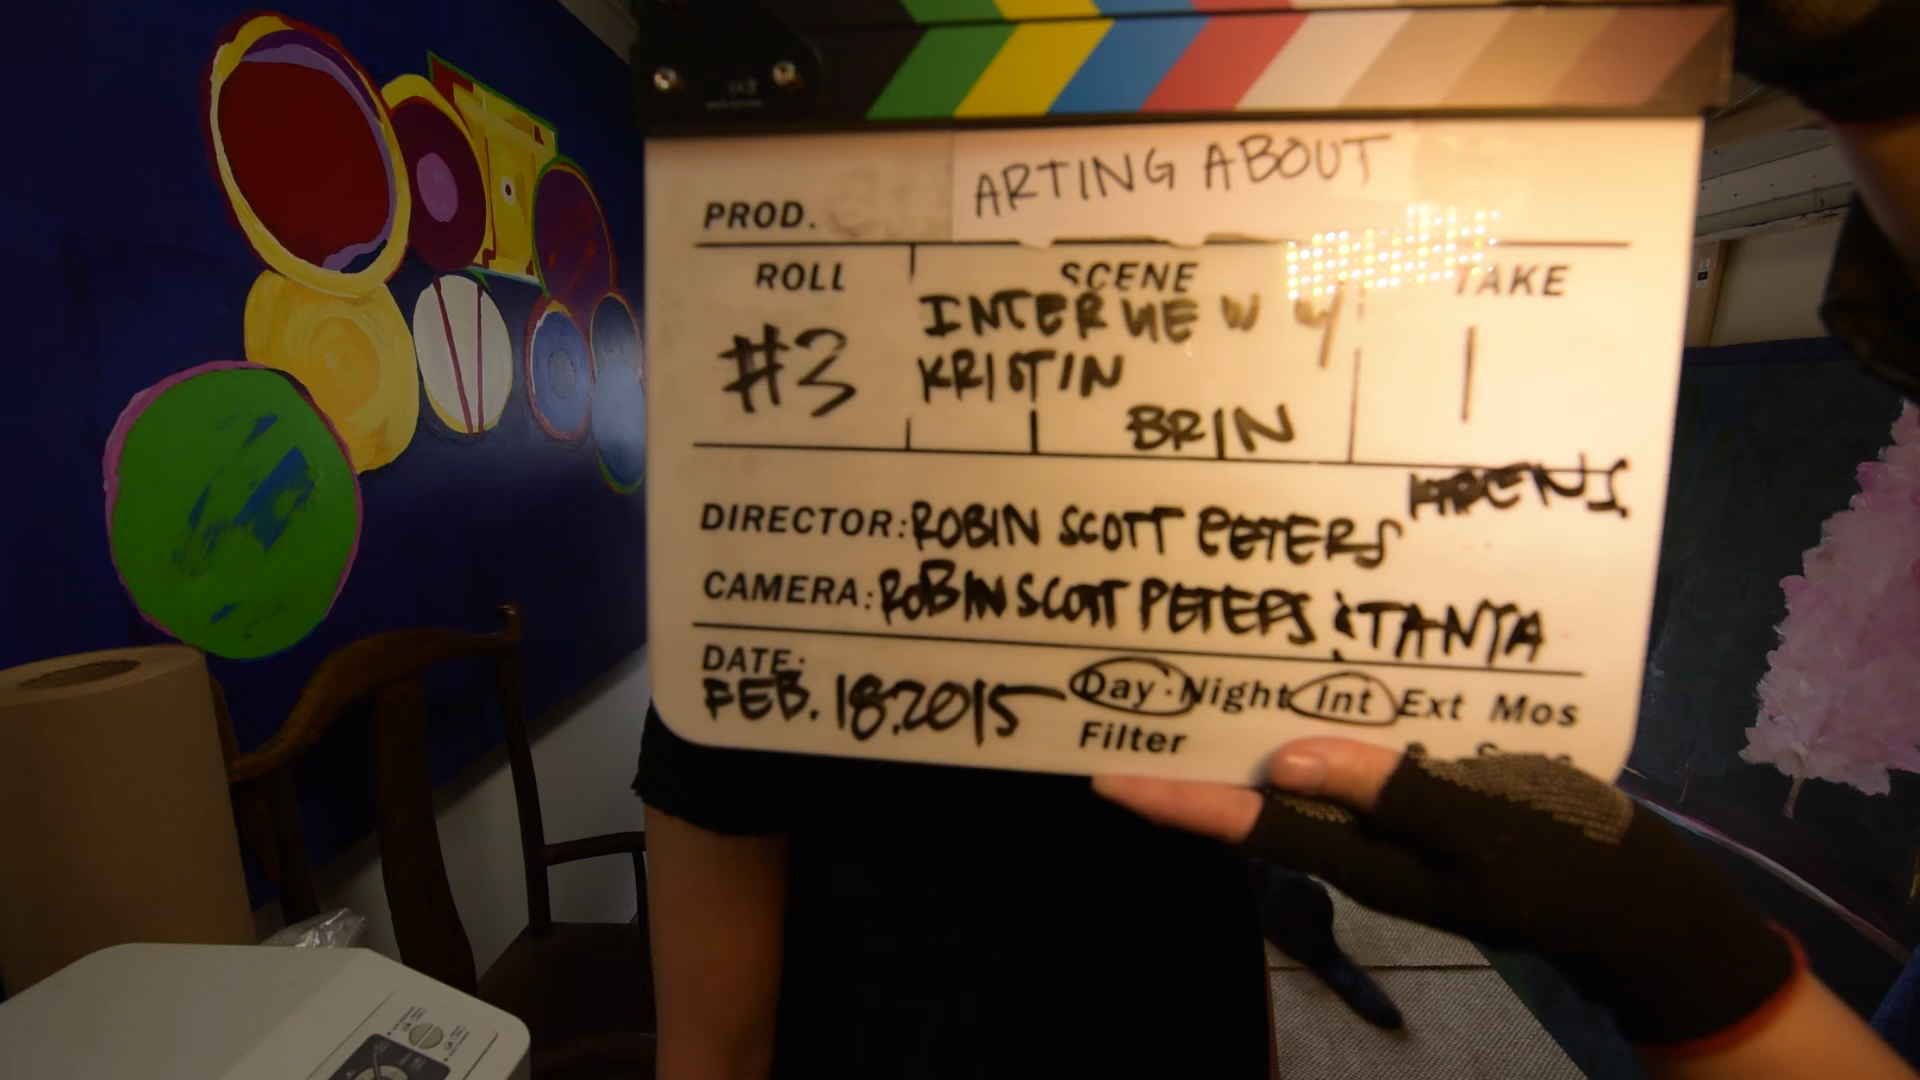 ARTING ABOUT
PROD.
ROLL SCENE TAKE
#3 INTERVIEW W/ 1
KRISTIN
BRIN
DIRECTOR: ROBIN SCOTT PETERS
CAMERA: ROBIN SCOTT PETERS & TANYA
DATE:
FEB. 18.2015 Day · Night Int Ext Mos
Filter